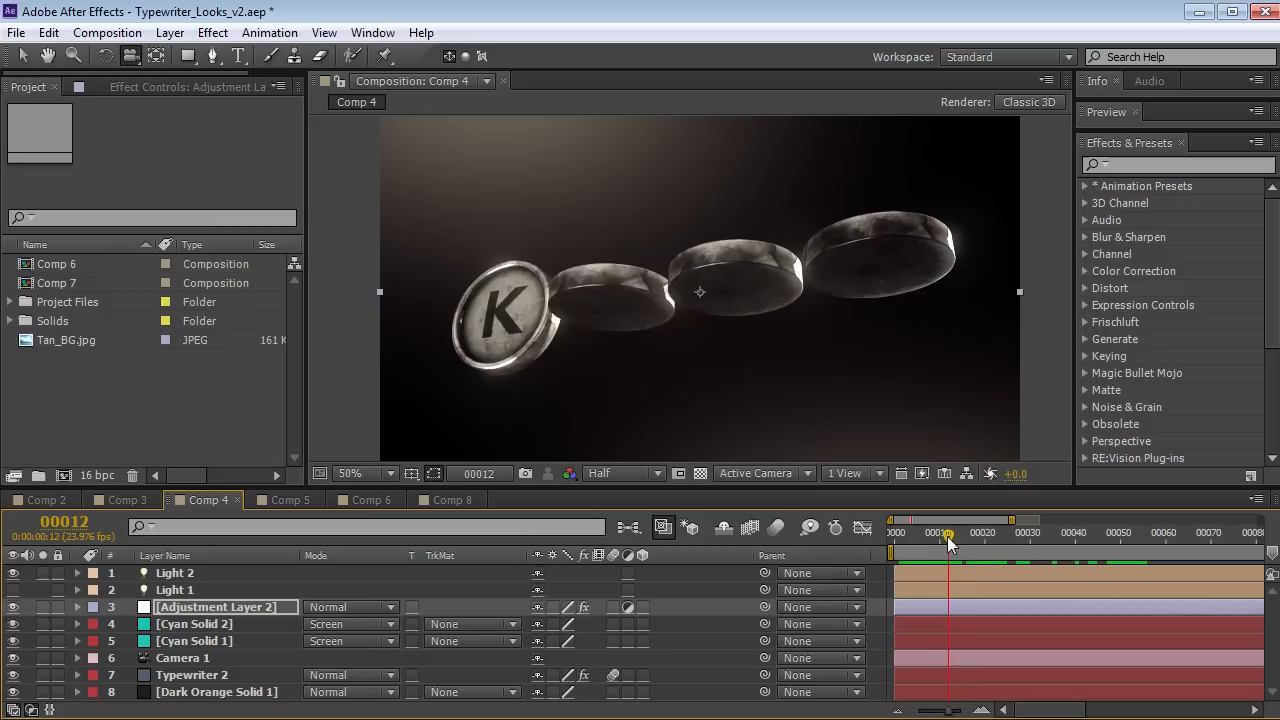 Adobe After Effects - Typewriter_Looks_v2.aep *
File Edit Composition Layer Effect Animation View Window Help
Workspace: Standard Search Help
Project Effect Controls: Adjustment La
Composition: Comp 4
Info Audio
Comp 4
Renderer: Classic 3D
Preview
Effects & Presets
* Animation Presets
3D Channel
Audio
Blur & Sharpen
Channel
Color Correction
Distort
Expression Controls
Frischluft
Generate
Keying
Magic Bullet Mojo
Matte
Noise & Grain
Obsolete
Perspective
RE:Vision Plug-ins
Name Type Size
Comp 6 Composition
Comp 7 Composition
Project Files Folder
Solids Folder
Tan_BG.jpg JPEG 161 K
K
16 bpc
50% 00012 Half Active Camera 1 View +0.0
Comp 2 Comp 3 Comp 4 Comp 5 Comp 6 Comp 8
00012
0:00:00:12 (23.976 fps)
0000 00020 00030 00040 00050 00060 00070
# Layer Name Mode T TrkMat Parent
1 Light 2 None
2 Light 1 None
3 [Adjustment Layer 2] Normal None
4 [Cyan Solid 2] Screen None None
5 [Cyan Solid 1] Screen None None
6 Camera 1 None
7 Typewriter 2 Normal None
8 [Dark Orange Solid 1] Normal None None